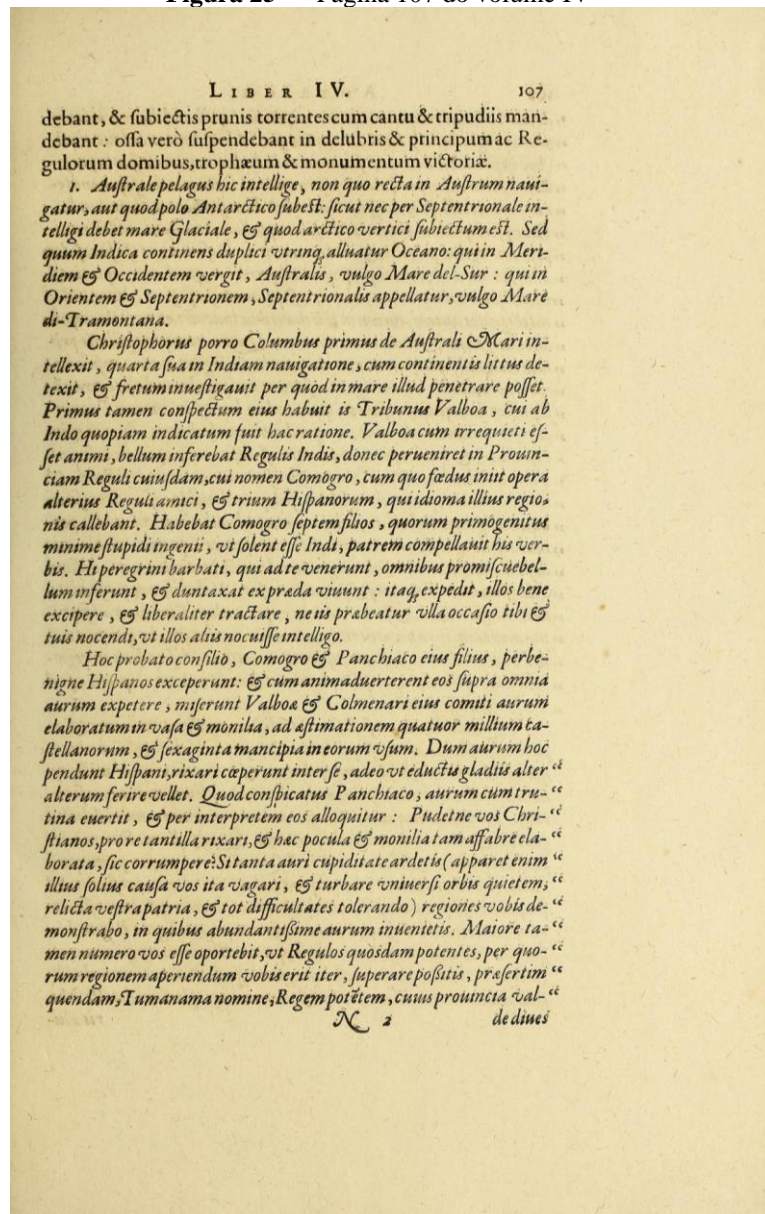 Figura 25 Página 107 do volume IV
LIBER IV. 107
debant, & ſubiectis prunis torrentes cum cantu & tripudiis man-
debant : oſſa verò ſuſpendebant in delubris & principum ac Re-
gulorum domibus, trophæum & monumentum victoriæ.
1. Auſtrale pelagus hic intellige, non quo recta in Auſtrum naui-
gatur, aut quod polo Antarctico ſubeſt: ſicut nec per Septentrionale in-
telligi debet mare Glaciale, & quod arctico vertici ſubiectum eſt. Sed
quum Indica continens duplici vtrinq, alluatur Oceano: qui in Meri-
diem & Occidentem vergit, Auſtralis, vulgo Mare del-Sur : qui in
Orientem & Septentrionem, Septentrionalis appellatur, vulgo Mare
di-Tramontana.
Chriſtophorus porro Columbus primus de Auſtrali Mari in-
tellexit, quarta ſua in Indiam nauigatione, cum continentis littus de-
texit, & fretum inueſtigauit per quod in mare illud penetrare poſſet.
Primus tamen conſpectum eius habuit is Tribunus Valboa, cui ab
Indo quopiam indicatum fuit hac ratione. Valboa cum irrequieti eſ-
ſet animi, bellum inferebat Regulis Indis, donec perueniret in Prouin-
ciam Reguli cuiuſdam, cui nomen Comogro, cum quo fœdus iniit opera
alterius Reguli amici, & trium Hiſpanorum, qui idioma illius regio-
nis callebant. Habebat Comogro ſeptem filios, quorum primogenitus
minime ſtupidi ingenii, vt ſolent eſſe Indi, patrem compellauit his ver-
bis. Hi peregrini barbati, qui ad te venerunt, omnibus promiſcue bel-
lum inferunt, & duntaxat ex præda viuunt : itaq, expedit, illos bene
excipere, & liberaliter tractare, ne iis præbeatur vlla occaſio tibi &
tuis nocendi, vt illos aliis nocuiſſe intelligo.
Hoc probato conſilio, Comogro & Panchiaco eius filius, perbe-
nigne Hiſpanos exceperunt: & cum animaduerterent eos ſupra omnia
aurum expetere, miſerunt Valboæ & Colmenari eius comiti aurum
elaboratum in vaſa & monilia, ad æſtimationem quatuor millium ca-
ſtellanorum, & ſexaginta mancipia in eorum vſum. Dum aurum hoc
pendunt Hiſpani, rixari cœperunt inter ſe, adeo vt eductis gladiis alter “
alterum ferire vellet. Quod conſpicatus Panchiaco, aurum cum tru- “
tina euertit, & per interpretem eos alloquitur : Pudetne vos Chri- “
ſtianos, pro re tantilla rixari, & hæc pocula & monilia tam affabre ela- “
borata, ſic corrumpere? Si tanta auri cupiditate ardetis (apparet enim “
illius ſolius cauſa vos ita vagari, & turbare vniuerſi orbis quietem, “
relicta veſtra patria, & tot difficultates tolerando) regiones vobis de- “
monſtrabo, in quibus abundantiſſime aurum inuenietis. Maiore ta- “
men numero vos eſſe oportebit, vt Regulos quoſdam potentes, per quo- “
rum regionem aperiendum vobis erit iter, ſuperare poſſitis, præſertim “
quendam, Tumanama nomine, Regem potētem, cuius prouincia val- “
N 2 de diues